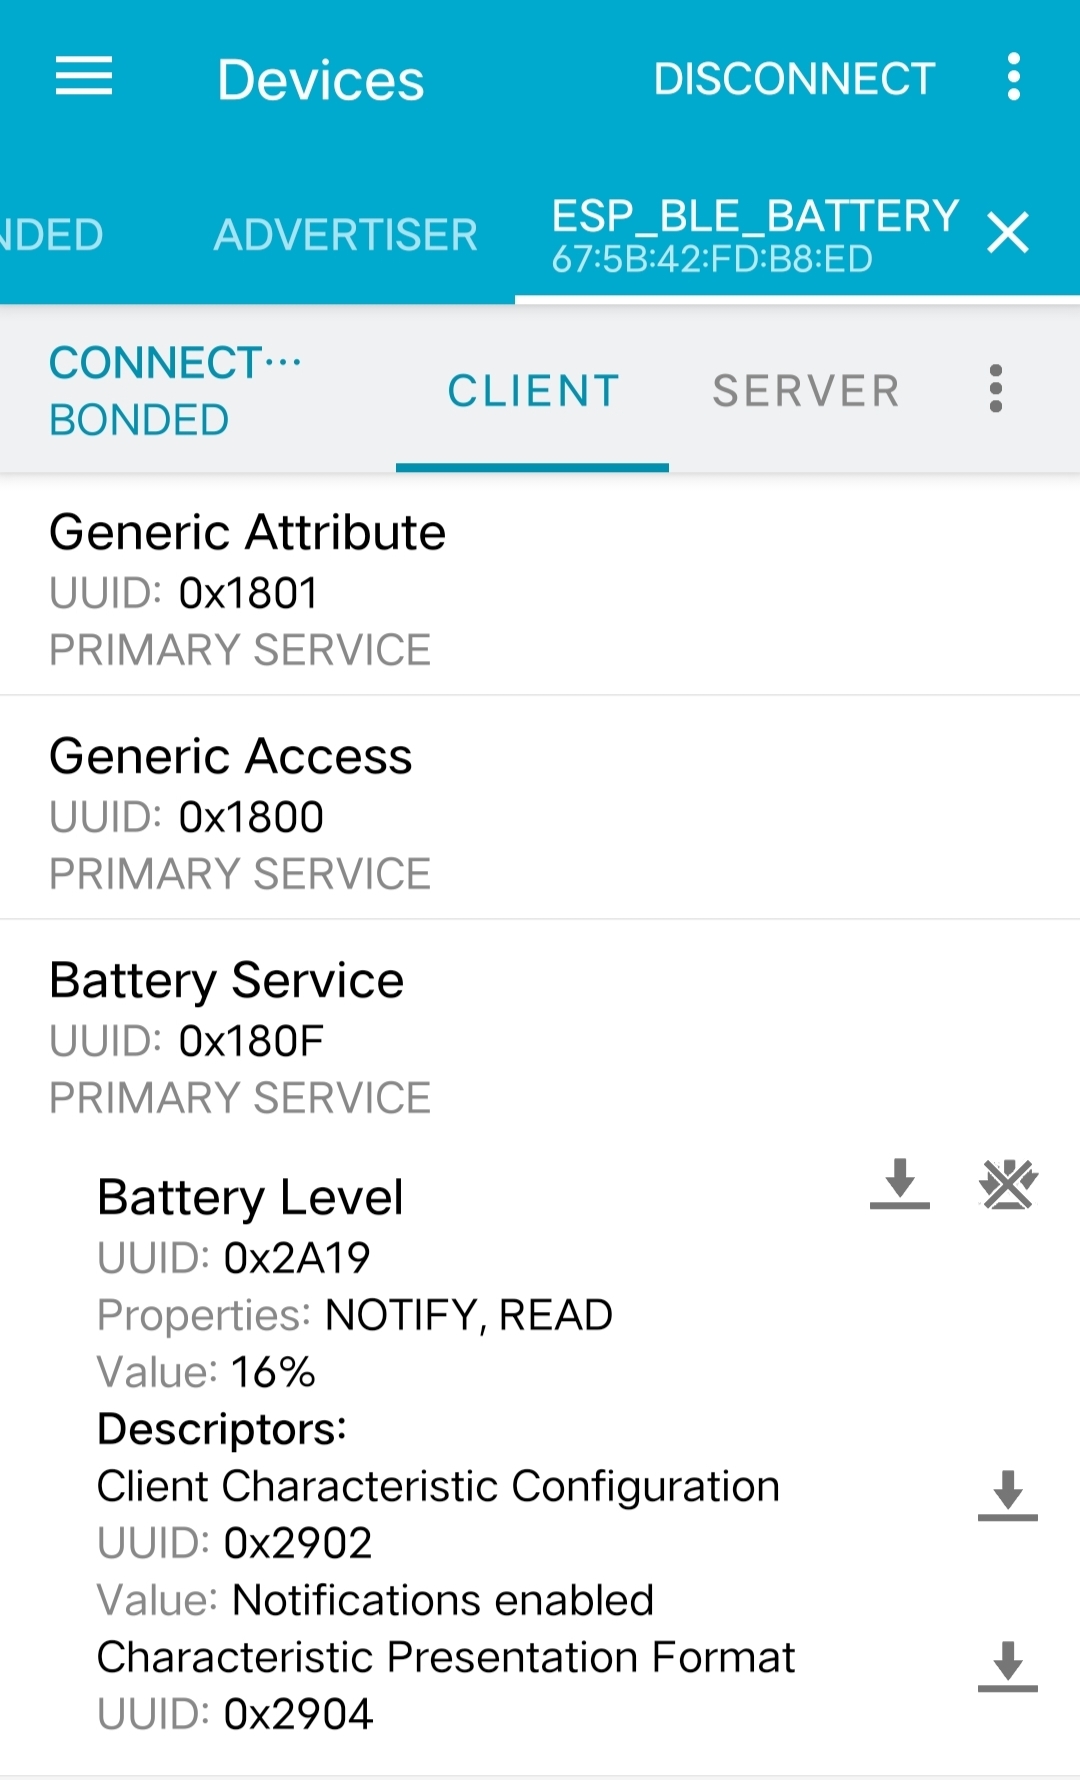 Devices
DISCONNECT
NDED
ADVERTISER
ESP_BLE_BATTERY
67:5B:42:FD:B8:ED
CONNECT...
BONDED
CLIENT
SERVER
Generic Attribute
UUID: 0x1801
PRIMARY SERVICE
Generic Access
UUID: 0x1800
PRIMARY SERVICE
Battery Service
UUID: 0x180F
PRIMARY SERVICE
Battery Level
UUID: 0x2A19
Properties: NOTIFY, READ
Value: 16%
Descriptors:
Client Characteristic Configuration
UUID: 0x2902
Value: Notifications enabled
Characteristic Presentation Format
UUID: 0x2904